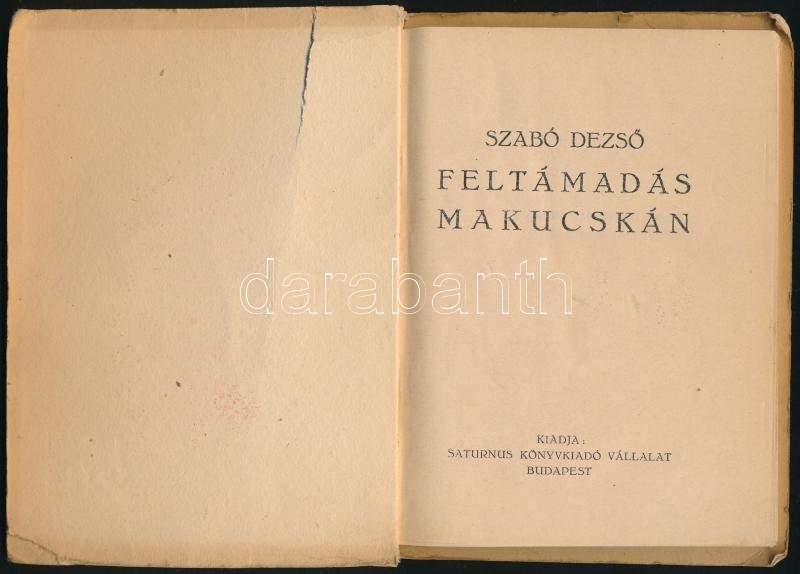 SZABÓ DEZSŐ
FELTÁMADÁS
MAKUCSKÁN
darabanth
KIADJA:
SATURNUS KÖNYVKIADÓ VÁLLALAT
BUDAPEST